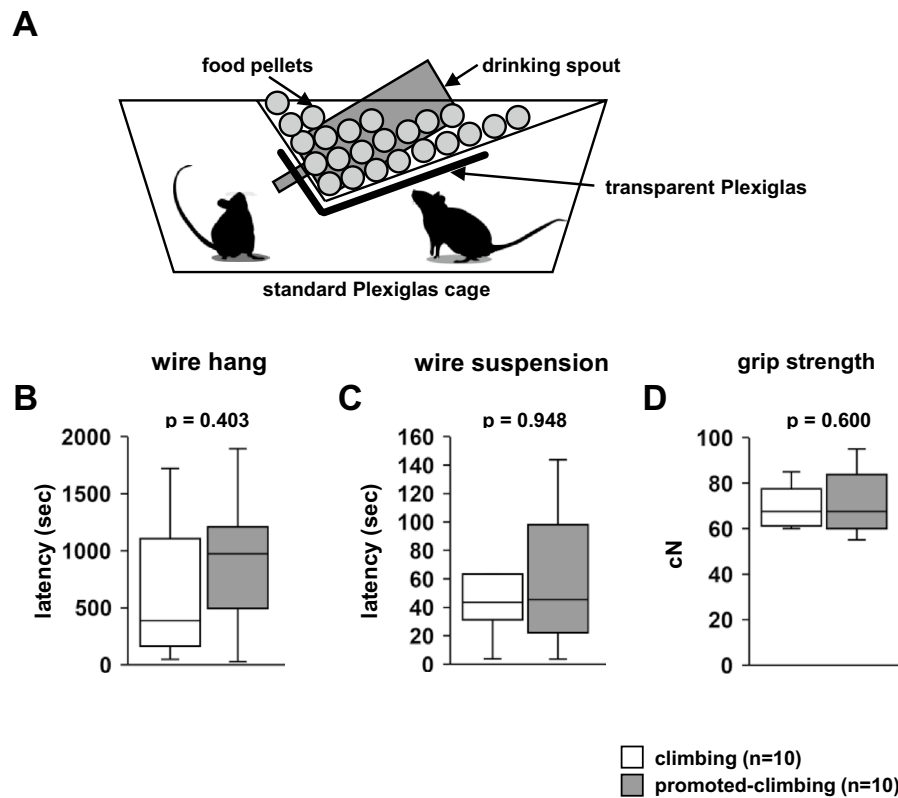 A
food pellets
drinking spout
transparent Plexiglas
standard Plexiglas cage
wire hang
wire suspension
grip strength
B
C
D
p = 0.403
p = 0.948
p = 0.600
latency (sec)
2000
1500
1000
500
0
latency (sec)
160
140
120
100
80
60
40
20
0
cN
100
80
60
40
20
0
climbing (n=10)
promoted-climbing (n=10)